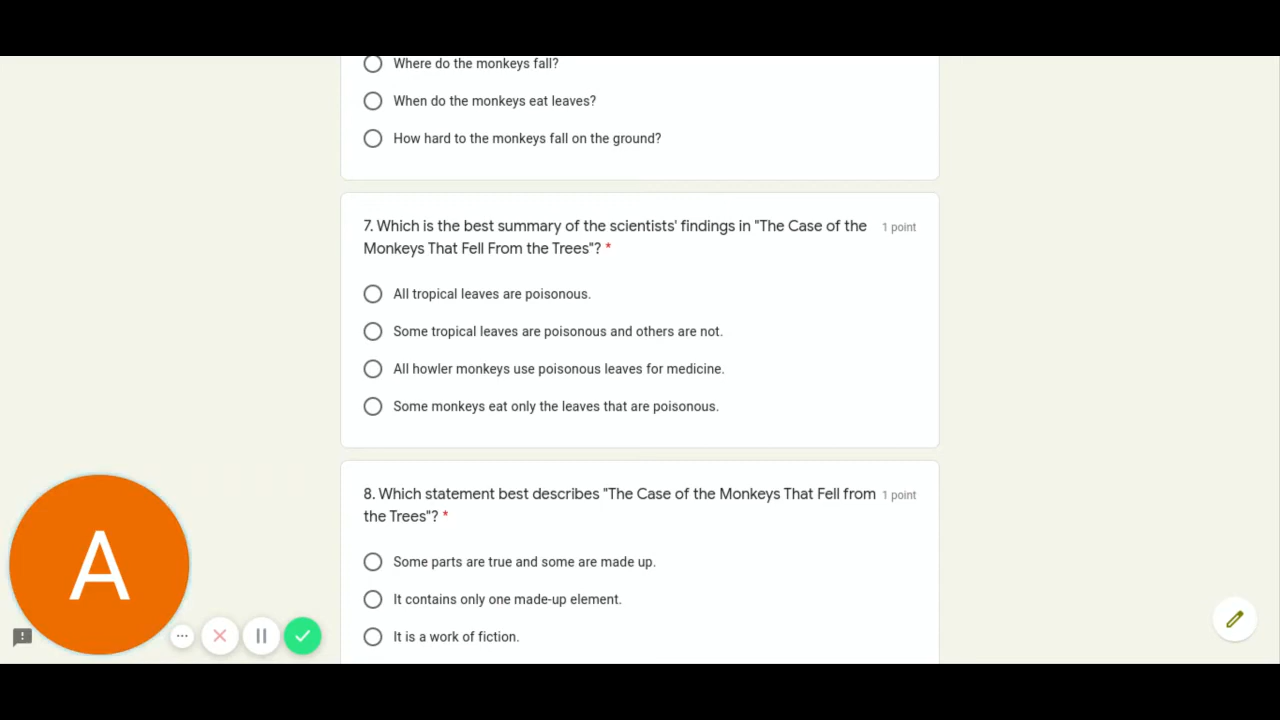 Where do the monkeys fall?
When do the monkeys eat leaves?
How hard to the monkeys fall on the ground?
7. Which is the best summary of the scientists' findings in "The Case of the
1 point
Monkeys That Fell From the Trees"? *
All tropical leaves are poisonous.
Some tropical leaves are poisonous and others are not.
All howler monkeys use poisonous leaves for medicine.
Some monkeys eat only the leaves that are poisonous.
8. Which statement best describes "The Case of the Monkeys That Fell from
1 point
the Trees"? *
Some parts are true and some are made up.
It contains only one made-up element.
It is a work of fiction.
A